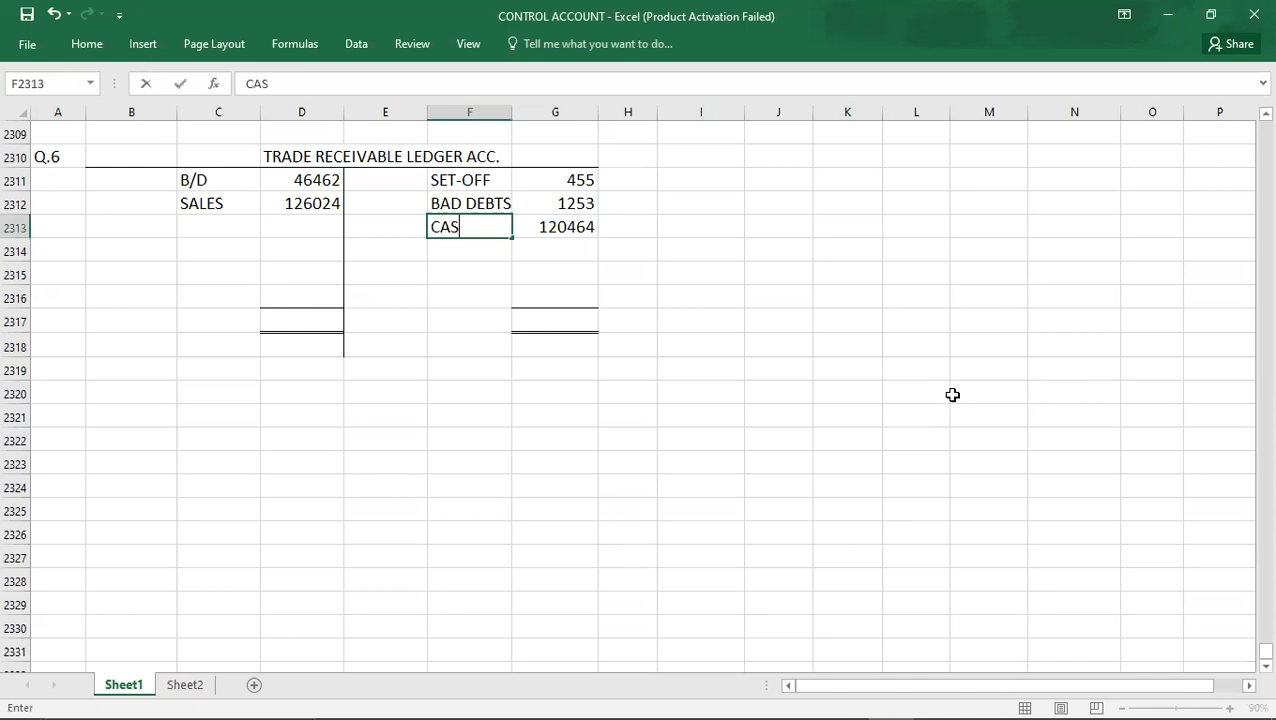 CONTROL ACCOUNT - Excel (Product Activation Failed)
File Home Insert Page Layout Formulas Data Review View Tell me what you want to do... Share
F2313 fx CAS
A B C D E F G H I J K L M N O P
2309
2310 Q.6 TRADE RECEIVABLE LEDGER ACC.
2311 B/D 46462 SET-OFF 455
2312 SALES 126024 BAD DEBTS 1253
2313 CAS 120464
2314
2315
2316
2317
2318
2319
2320
2321
2322
2323
2324
2325
2326
2327
2328
2329
2330
2331
Sheet1 Sheet2
Enter 90%